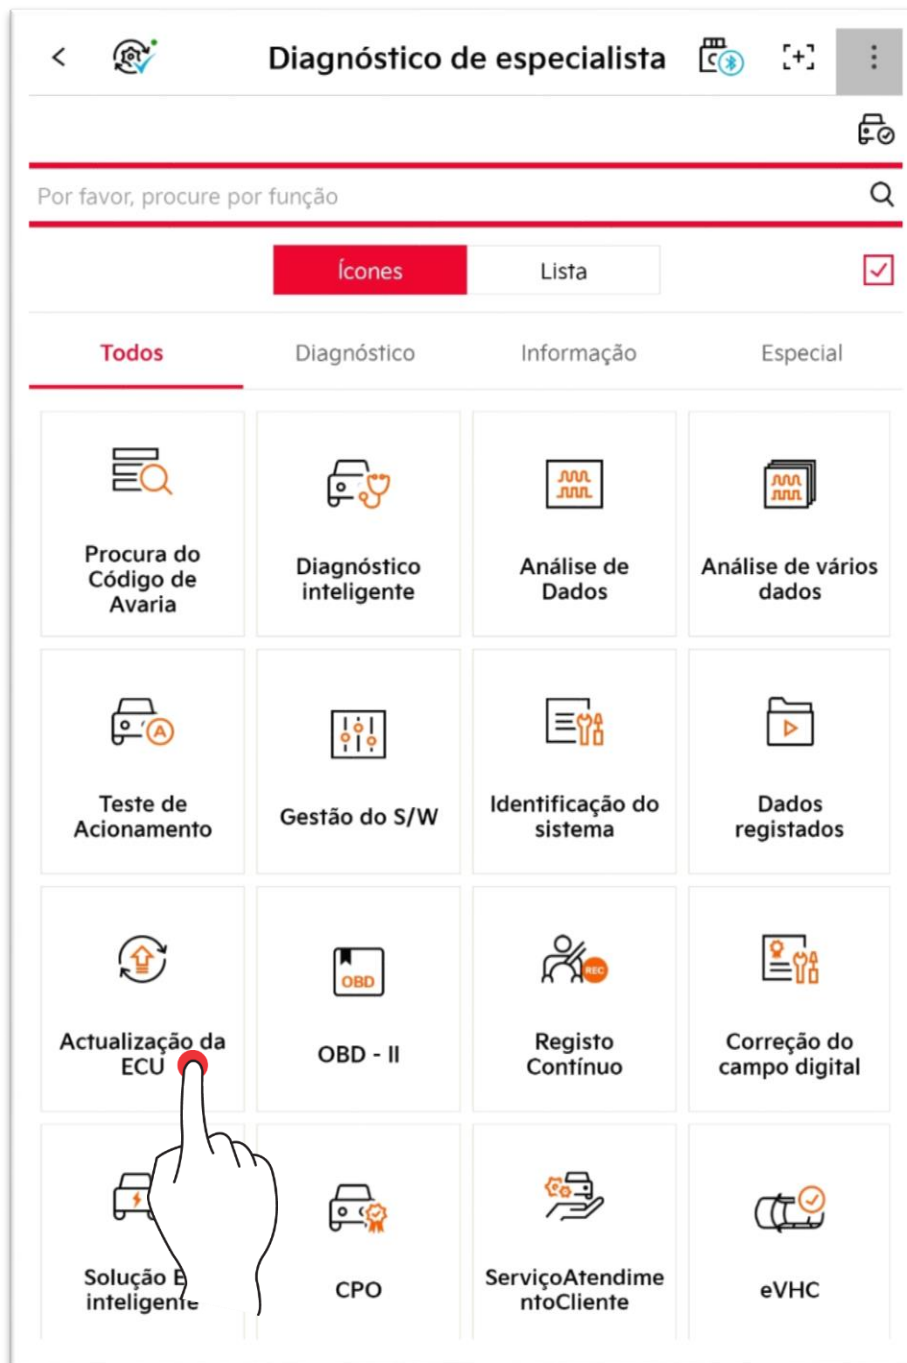 Diagnóstico de especialista
Por favor, procure por função
Ícones
Lista
Todos
Diagnóstico
Informação
Especial
Procura do
Código de
Avaria
Diagnóstico
inteligente
Análise de
Dados
Análise de vários
dados
Teste de
Acionamento
A
Gestão do S/W
Identificação do
sistema
Dados
registados
Actualização da
ECU
OBD
OBD - II
REC
Registo
Contínuo
Correção do
campo digital
Solução
inteligente
CPO
ServiçoAtendime
ntoCliente
eVHC